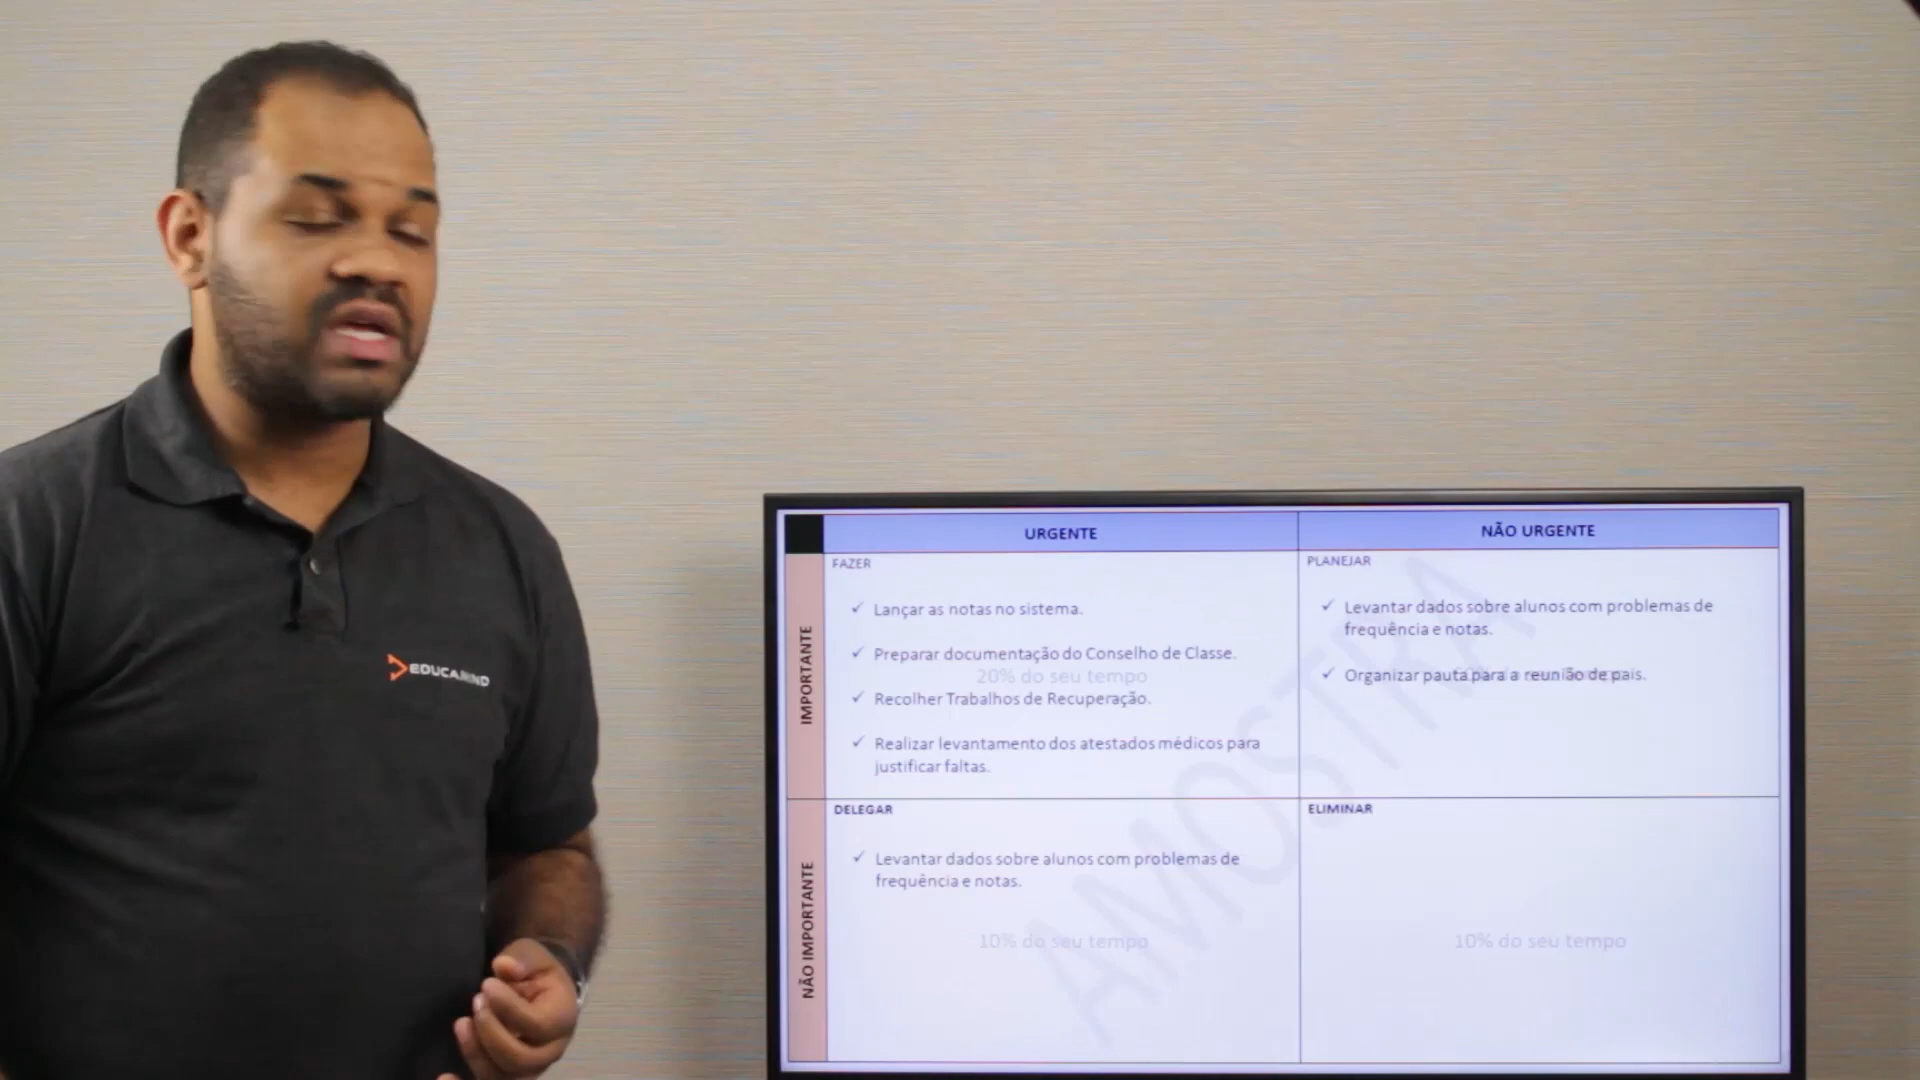 EDUCAMIND
URGENTE
NÃO URGENTE
IMPORTANTE
FAZER
✓ Lançar as notas no sistema.
✓ Preparar documentação do Conselho de Classe.
20% do seu tempo
✓ Recolher Trabalhos de Recuperação.
✓ Realizar levantamento dos atestados médicos para
justificar faltas.
PLANEJAR
✓ Levantar dados sobre alunos com problemas de
frequência e notas.
✓ Organizar pauta para a reunião de pais.
NÃO IMPORTANTE
DELEGAR
✓ Levantar dados sobre alunos com problemas de
frequência e notas.
10% do seu tempo
ELIMINAR
10% do seu tempo
AMOSTRA